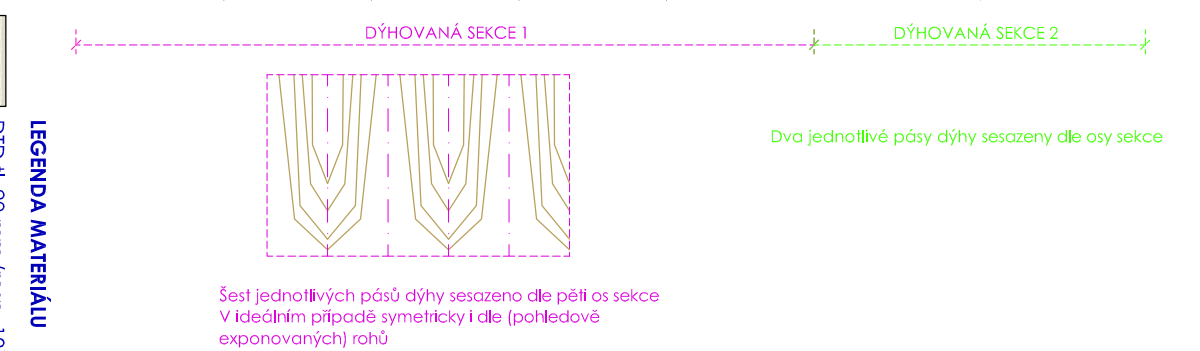 DÝHOVANÁ SEKCE 1
DÝHOVANÁ SEKCE 2
Dva jednotlivé pásy dýhy sesazeny dle osy sekce
Šest jednotlivých pásů dýhy sesazeno dle pěti os sekce
V ideálním případě symetricky i dle (pohledově
exponovaných) rohů
LEGENDA MATERIÁLU